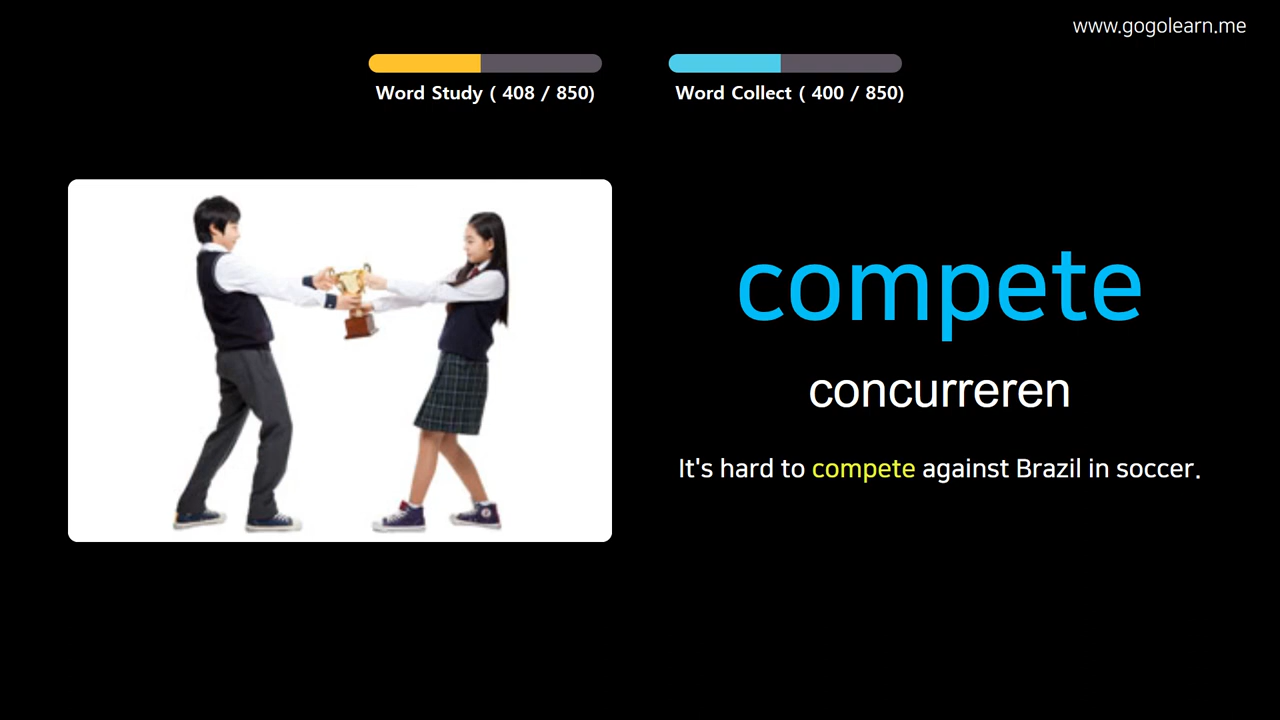 www.gogolearn.me
Word Study ( 408 / 850)
Word Collect ( 400 / 850)
compete
concurreren
It's hard to compete against Brazil in soccer.